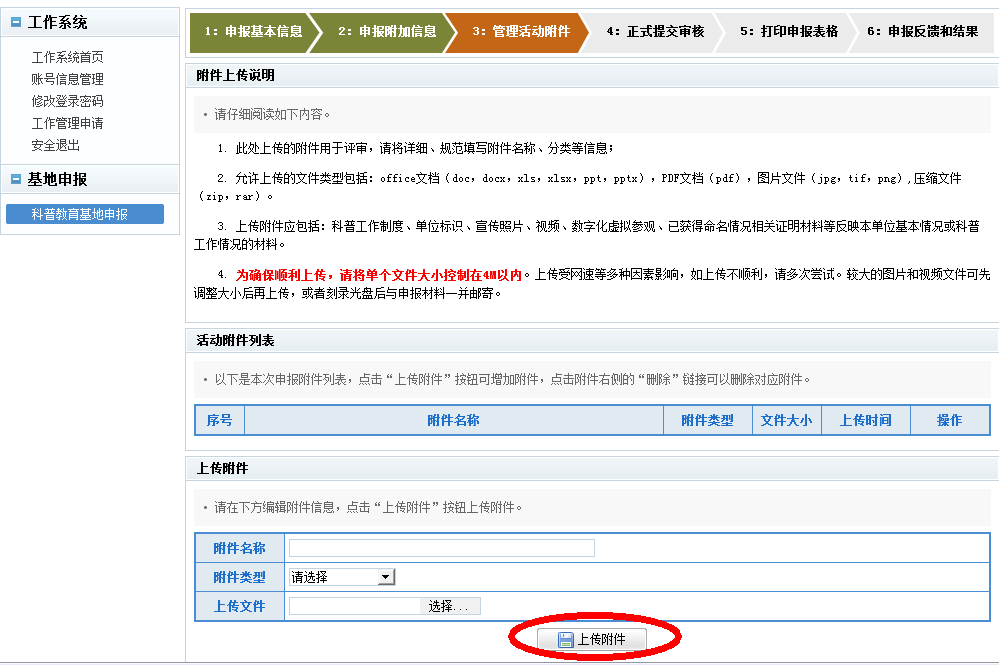 工作系统
工作系统首页
账号信息管理
修改登录密码
工作管理申请
安全退出
基地申报
科普教育基地申报
1: 申报基本信息
2: 申报附加信息
3: 管理活动附件
4: 正式提交审核
5: 打印申报表格
6: 申报反馈和结果
附件上传说明
· 请仔细阅读如下内容。
1. 此处上传的附件用于评审，请将详细、规范填写附件名称、分类等信息；
2. 允许上传的文件类型包括：office文档（doc，docx，xls，xlsx，ppt，pptx），PDF文档（pdf），图片文件（jpg，tif，png）,压缩文件
（zip，rar）。
3. 上传附件应包括：科普工作制度、单位标识、宣传照片、视频、数字化虚拟参观、已获得命名情况相关证明材料等反映本单位基本情况或科普
工作情况的材料。
4. 为确保顺利上传，请将单个文件大小控制在4M以内。上传受网速等多种因素影响，如上传不顺利，请多次尝试。较大的图片和视频文件可先
调整大小后再上传，或者刻录光盘后与申报材料一并邮寄。
活动附件列表
· 以下是本次申报附件列表，点击“上传附件”按钮可增加附件，点击附件右侧的“删除”链接可以删除对应附件。
序号 附件名称 附件类型 文件大小 上传时间 操作
上传附件
· 请在下方编辑附件信息，点击“上传附件”按钮上传附件。
附件名称
附件类型 请选择
上传文件 选择...
上传附件